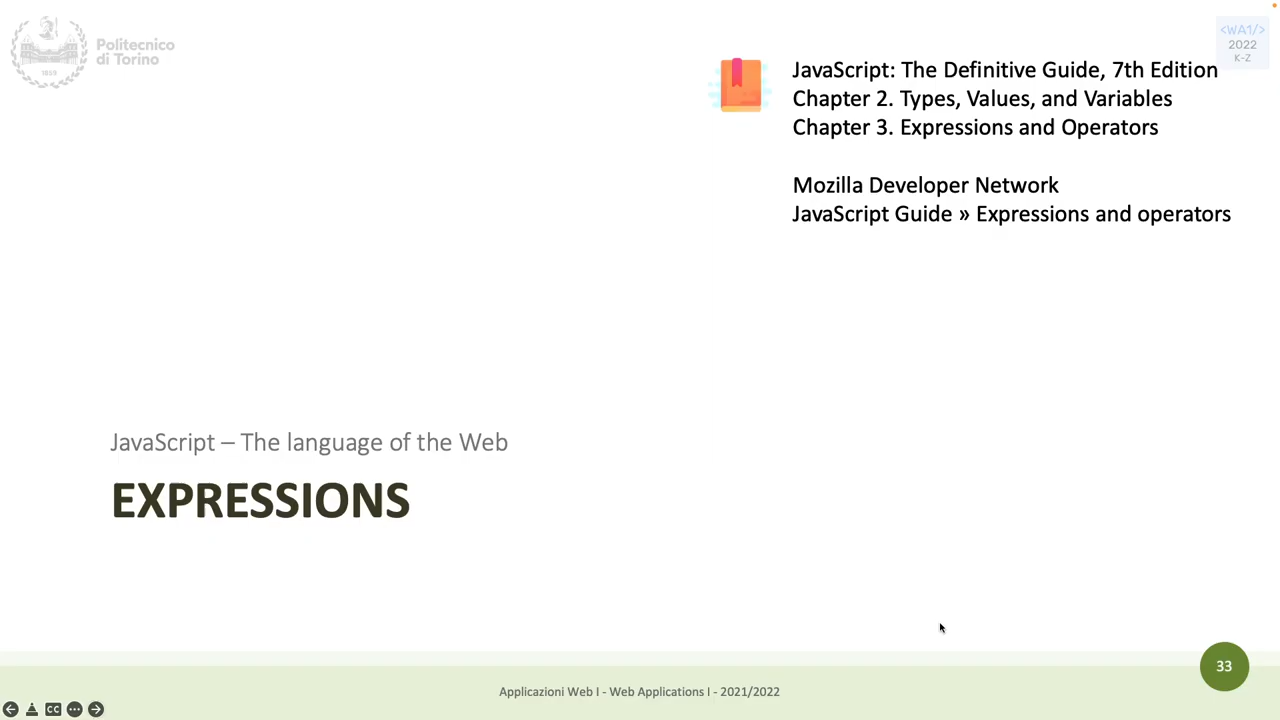 Politecnico
di Torino
1859
<WA1/>
2022
K-Z
JavaScript: The Definitive Guide, 7th Edition
Chapter 2. Types, Values, and Variables
Chapter 3. Expressions and Operators
Mozilla Developer Network
JavaScript Guide » Expressions and operators
JavaScript – The language of the Web
EXPRESSIONS
33
Applicazioni Web I - Web Applications I - 2021/2022
CC